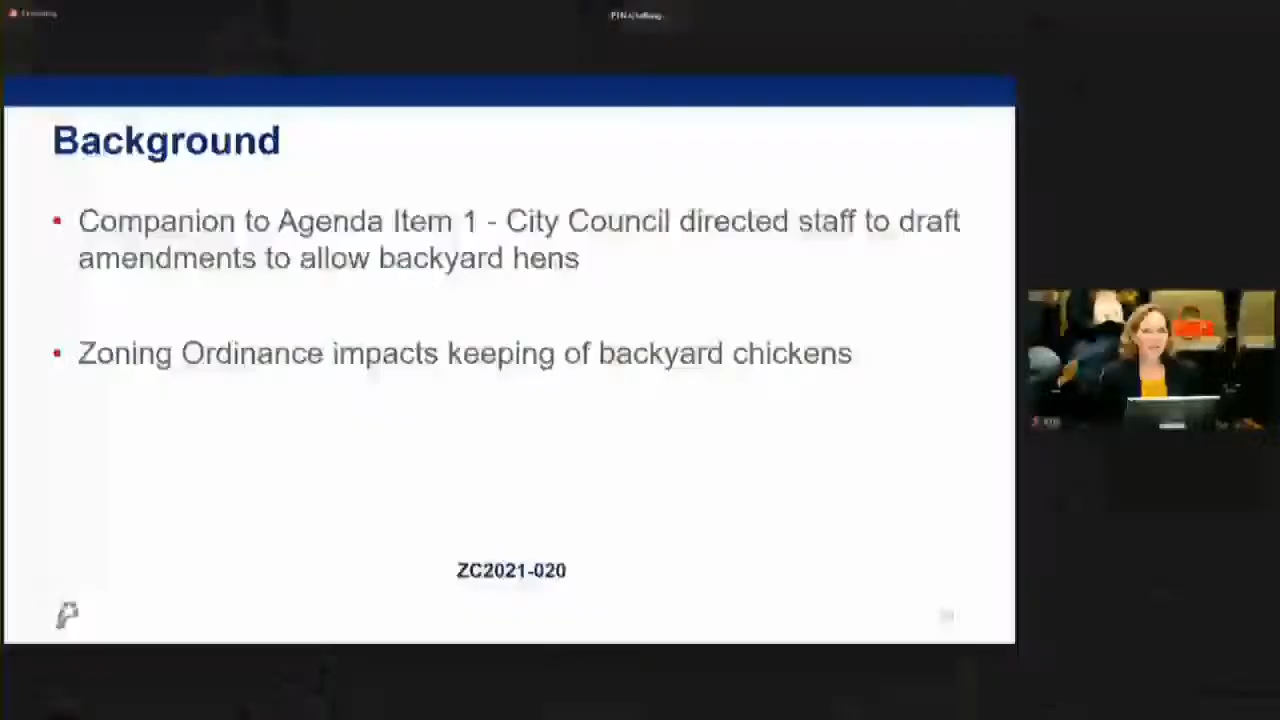 Background
• Companion to Agenda Item 1 - City Council directed staff to draft
amendments to allow backyard hens
• Zoning Ordinance impacts keeping of backyard chickens
ZC2021-020